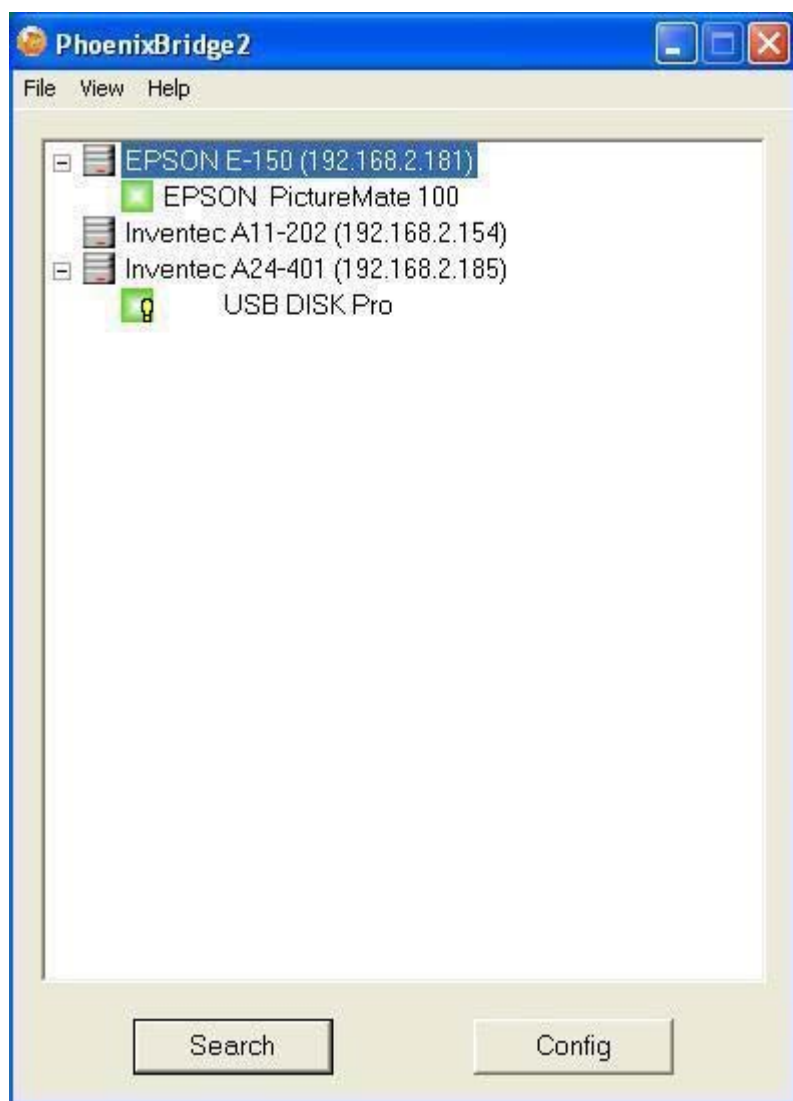 PhoenixBridge2
File View Help
EPSON E-150 (192.168.2.181)
EPSON PictureMate 100
Inventec A11-202 (192.168.2.154)
Inventec A24-401 (192.168.2.185)
USB DISK Pro
Search Config